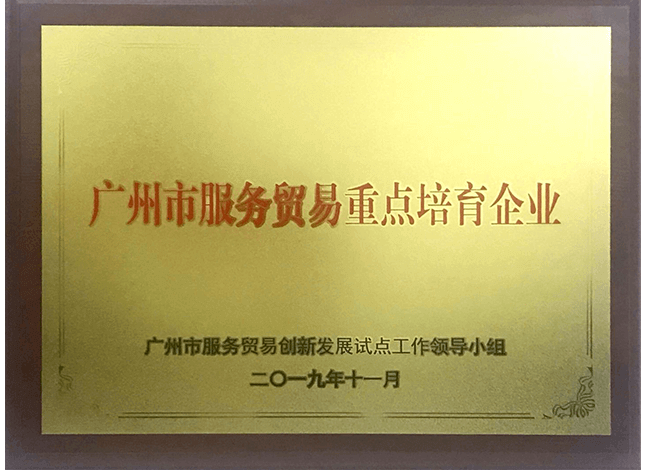 广州市服务贸易重点培育企业
广州市服务贸易创新发展试点工作领导小组
二〇一九年十一月